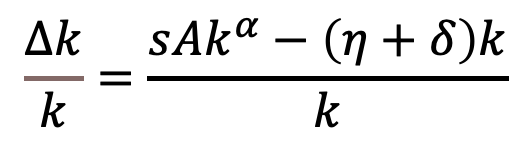 Δk/k = (sAk^α − (η + δ)k)/k